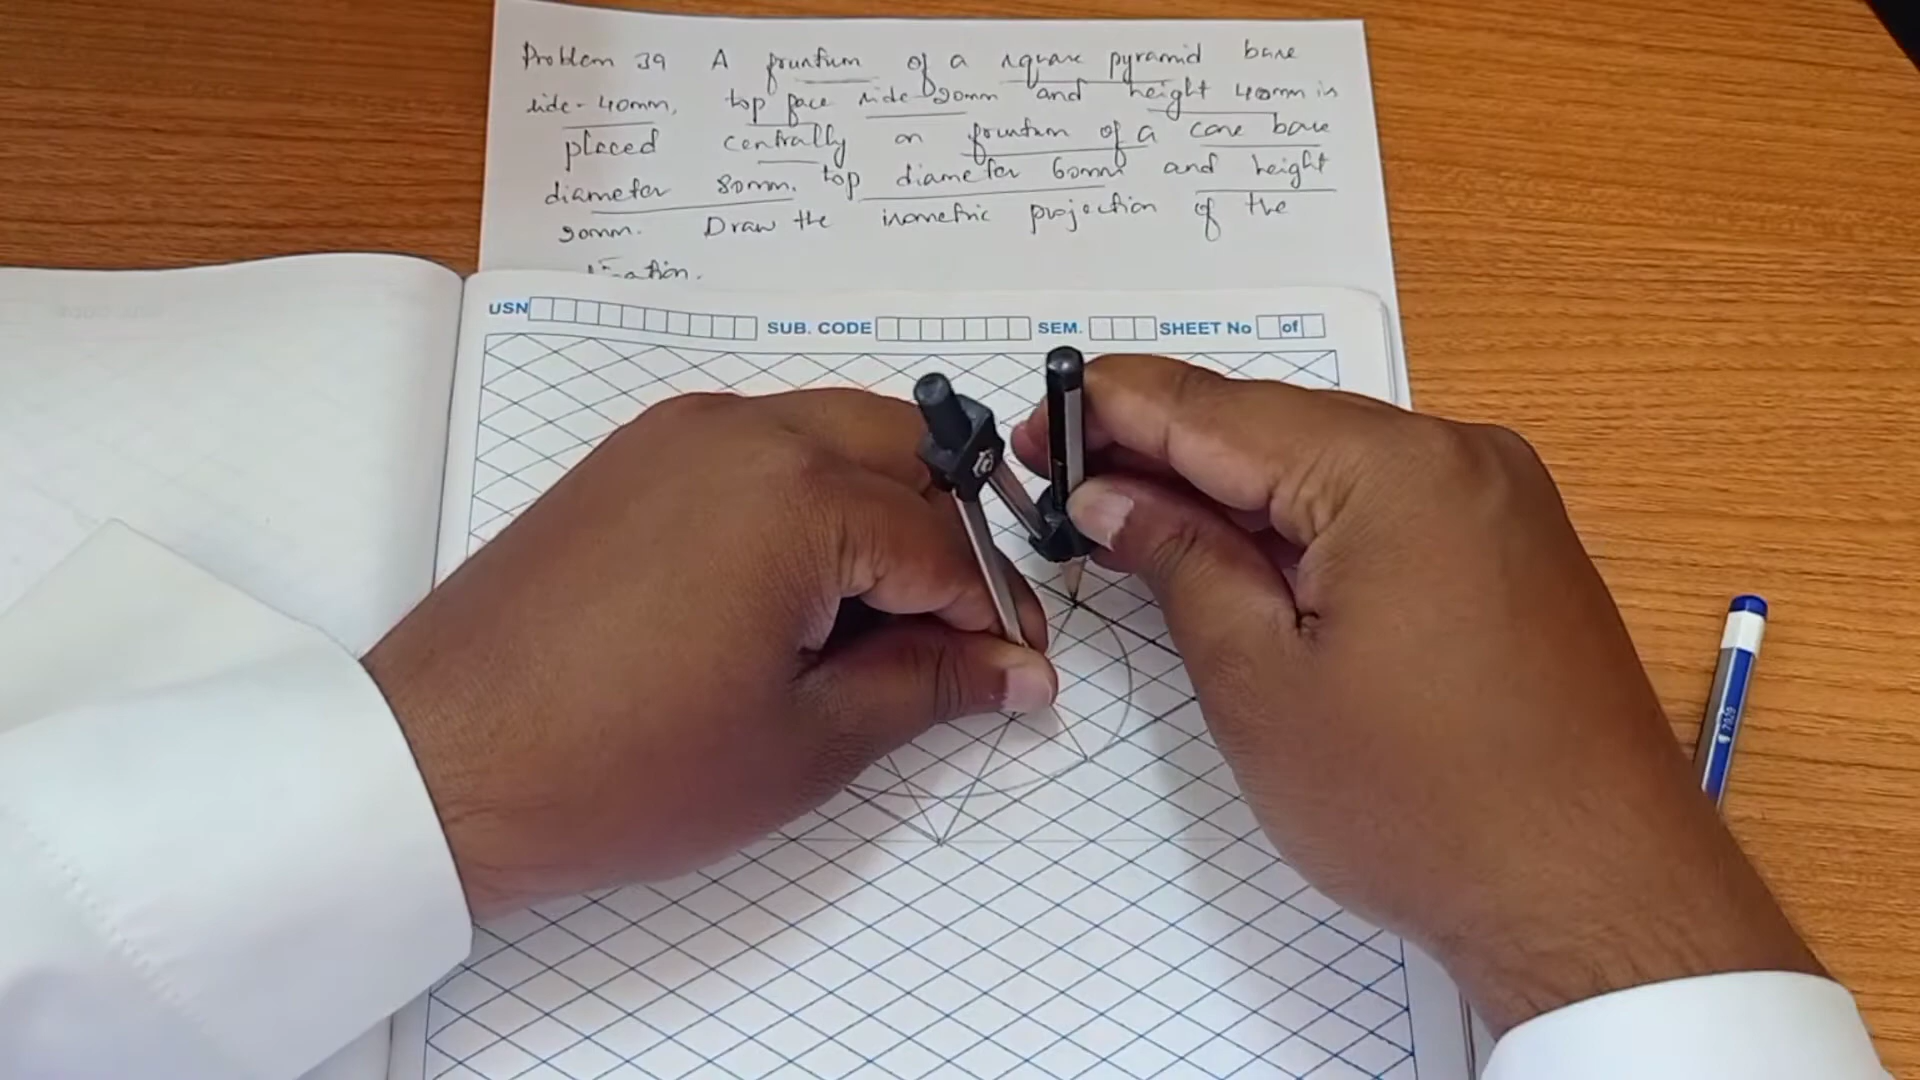 Problem 39 A frustum of a square pyramid base
side - 40mm, top face side 20mm and height 40mm is
placed centrally on frustum of a cone base
diameter 80mm. top diameter 60mm and height
Draw the isometric projection of the
USN SUB. CODE SEM. SHEET No of